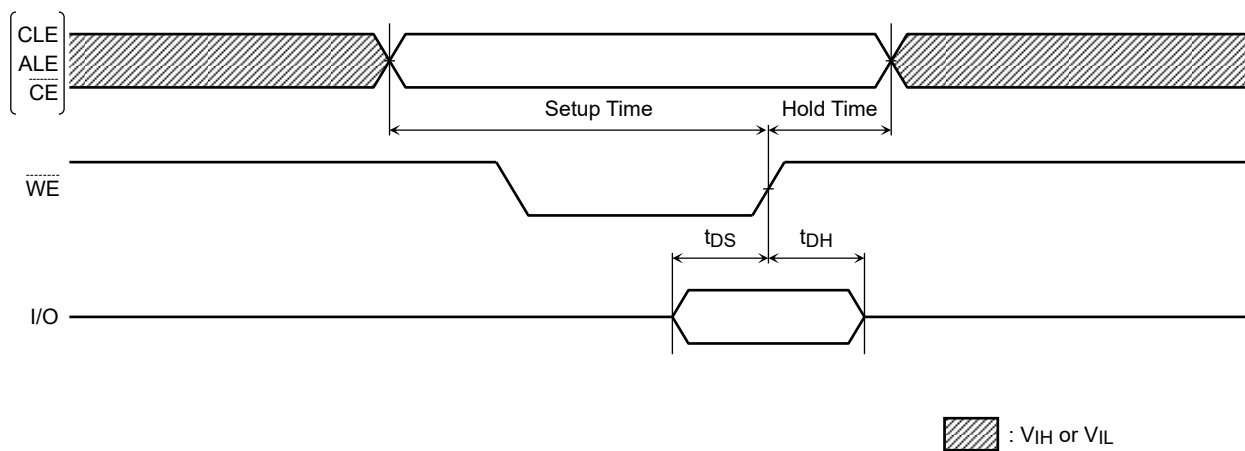 CLE
ALE
CE
Setup Time
Hold Time
WE
tDS
tDH
I/O
: VIH or VIL